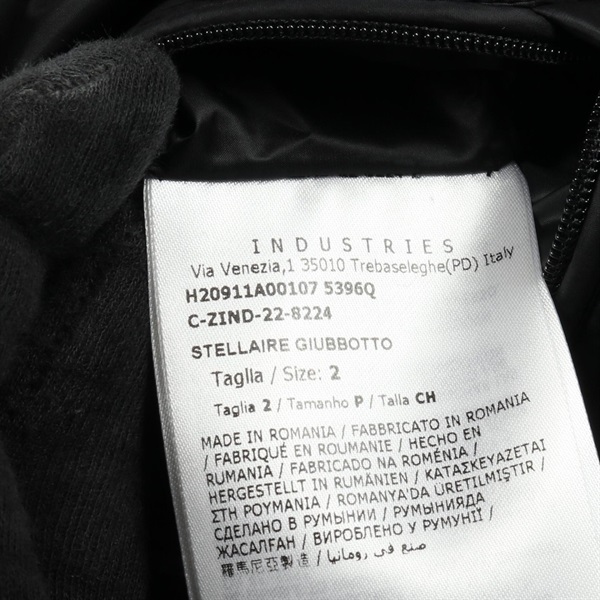 INDUSTRIES
Via Venezia,1 35010 Trebaseleghe(PD) Italy
H20911A00107 5396Q
C-ZIND-22-8224
STELLAIRE GIUBBOTTO
Taglia / Size: 2
Taglia 2 / Tamanho P / Talla CH
MADE IN ROMANIA / FABBRICATO IN ROMANIA
/ FABRIQUÉ EN ROUMANIE / HECHO EN
RUMANIA / FABRICADO NA ROMÉNIA /
HERGESTELLT IN RUMÄNIEN / ΚΑΤΑΣΚΕΥΑΖΕΤΑΙ
ΣΤΗ ΡΟΥΜΑΝΙΑ / ROMANYA'DA ÜRETILMIŞTIR /
СДЕЛАНО В РУМЫНИИ / РУМЫНИЯДА
ЖАСАЛҒАН / ВИРОБЛЕНО У РУМУНІЇ /
羅馬尼亞製造 / صنع في رومانيا